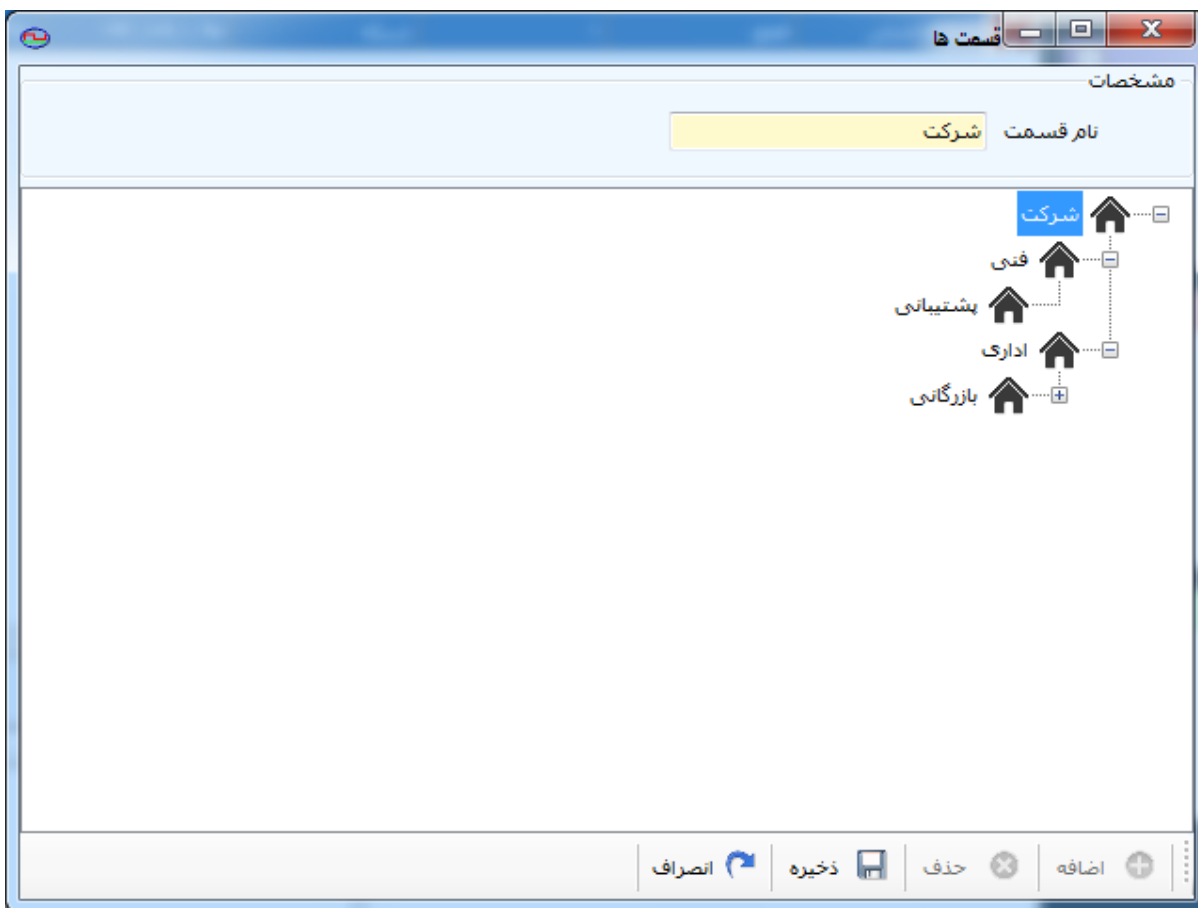 قسمت ها
مشخصات
نام قسمت شرکت
شرکت
فنی
پشتیبانی
اداری
بازرگانی
اضافه حذف ذخیره انصراف